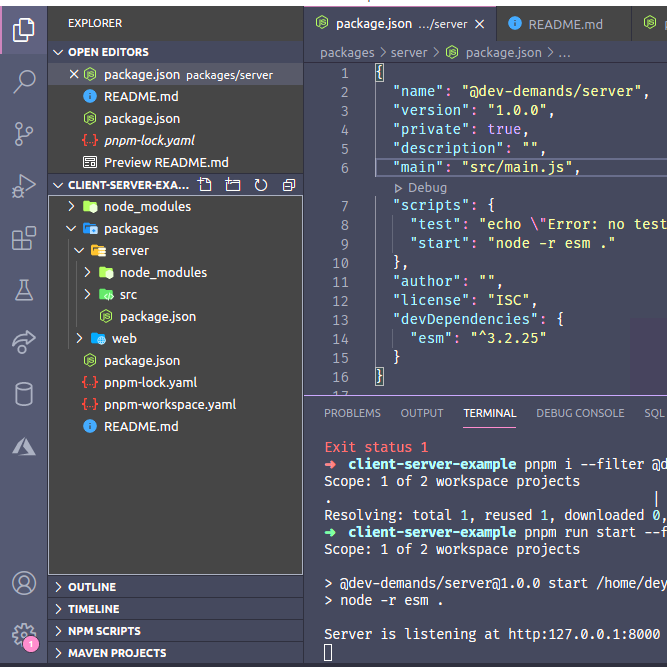 EXPLORER
OPEN EDITORS
package.json packages/server
README.md
package.json
pnpm-lock.yaml
Preview README.md
CLIENT-SERVER-EXA...
node_modules
packages
server
node_modules
src
package.json
web
package.json
pnpm-lock.yaml
pnpm-workspace.yaml
README.md
OUTLINE
TIMELINE
NPM SCRIPTS
MAVEN PROJECTS
1
package.json .../server
README.md
packages > server > package.json > ...
1 {
2 "name": "@dev-demands/server",
3 "version": "1.0.0",
4 "private": true,
5 "description": "",
6 "main": "src/main.js",
Debug
7 "scripts": {
8 "test": "echo \"Error: no test
9 "start": "node -r esm ."
10 },
11 "author": "",
12 "license": "ISC",
13 "devDependencies": {
14 "esm": "^3.2.25"
15 }
16 }
PROBLEMS OUTPUT TERMINAL DEBUG CONSOLE SQL
Exit status 1
➜ client-server-example pnpm i --filter @d
Scope: 1 of 2 workspace projects
. |
Resolving: total 1, reused 1, downloaded 0,
➜ client-server-example pnpm run start --f
Scope: 1 of 2 workspace projects
> @dev-demands/server@1.0.0 start /home/dev
> node -r esm .
Server is listening at http:127.0.0.1:8000